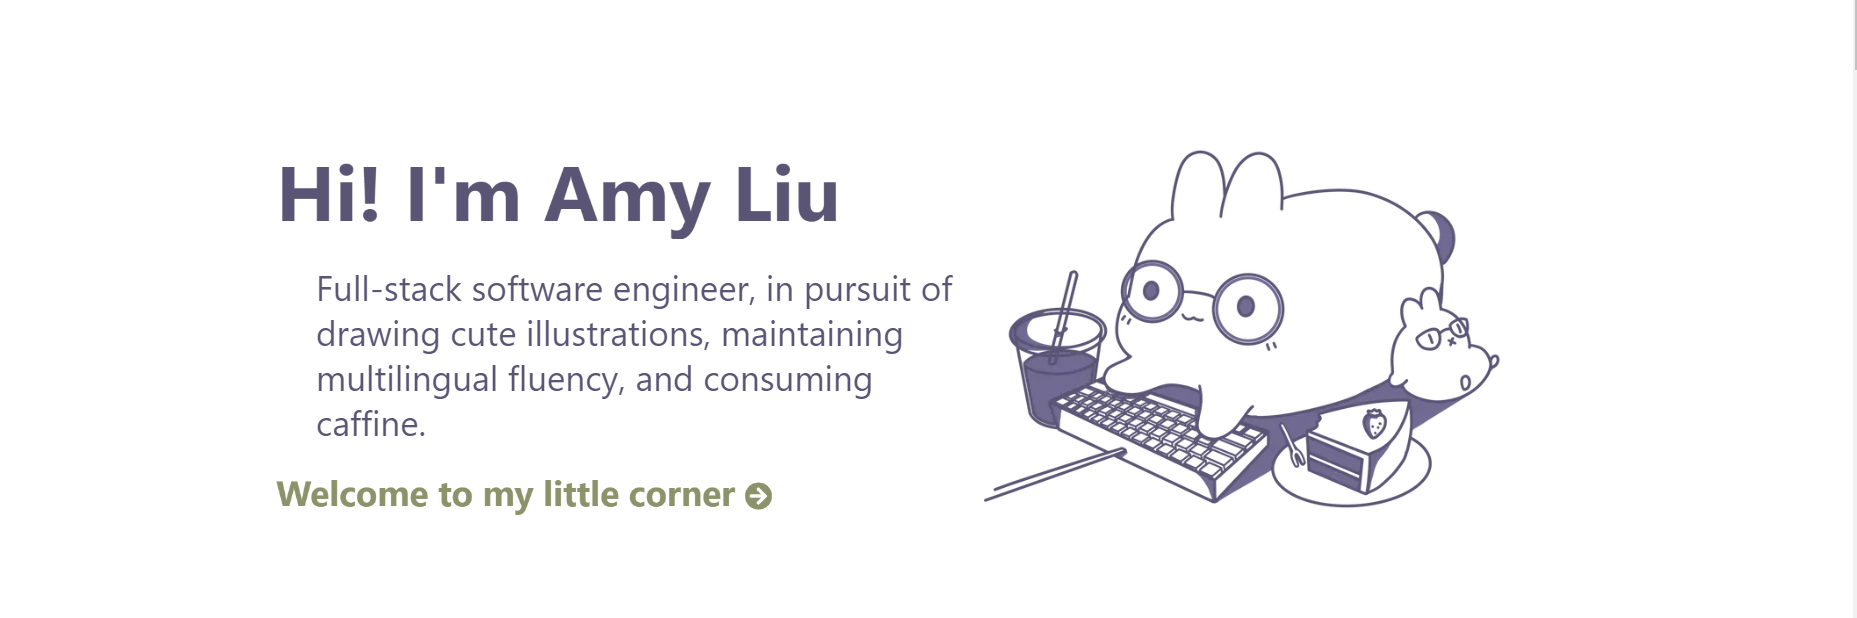 Hi! I'm Amy Liu
Full-stack software engineer, in pursuit of
drawing cute illustrations, maintaining
multilingual fluency, and consuming
caffine.
Welcome to my little corner